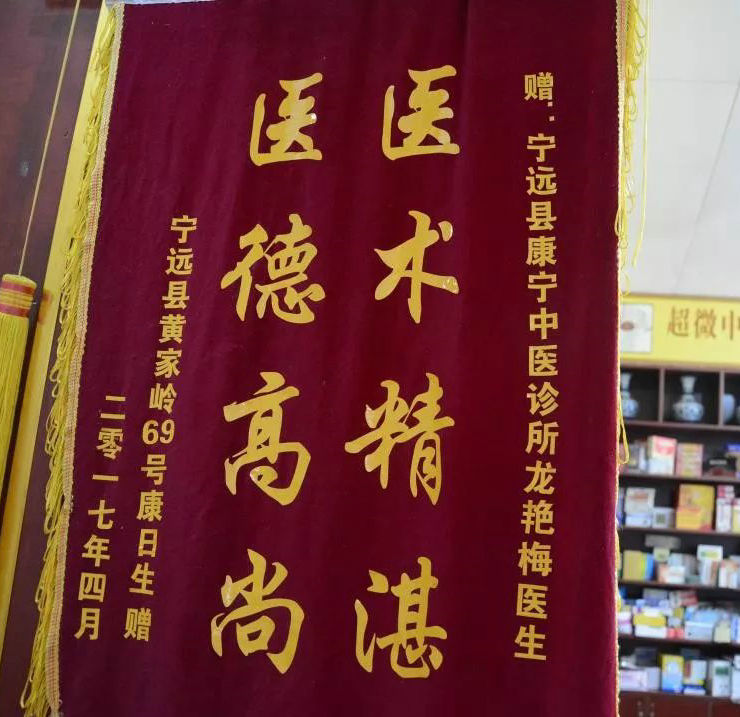 赠:宁远县康宁中医诊所龙艳梅医生
医术精湛
医德高尚
宁远县黄家岭69号康日生 赠
二零一七年四月
超微中